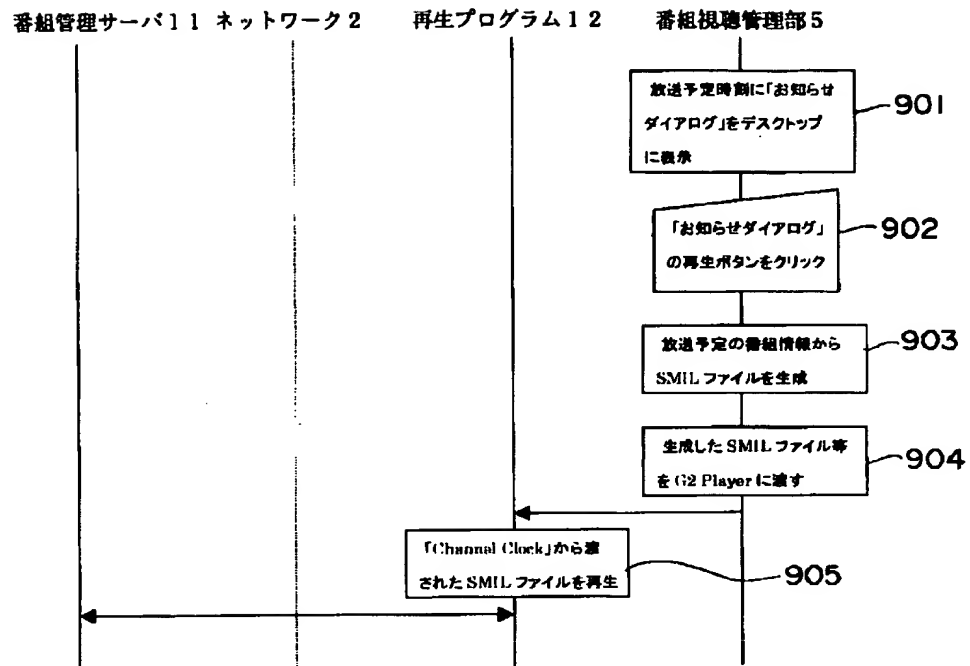 番組管理サーバ11 ネットワーク2 再生プログラム12 番組視聴管理部5
放送予定時刻に「お知らせ
ダイアログ」をデスクトップ
に表示
901
「お知らせダイアログ」
の再生ボタンをクリック
902
放送予定の番組情報から
SMILファイルを生成
903
生成したSMILファイル等
をG2 Playerに渡す
904
「Channal Clock」から渡
されたSMILファイルを再生
905